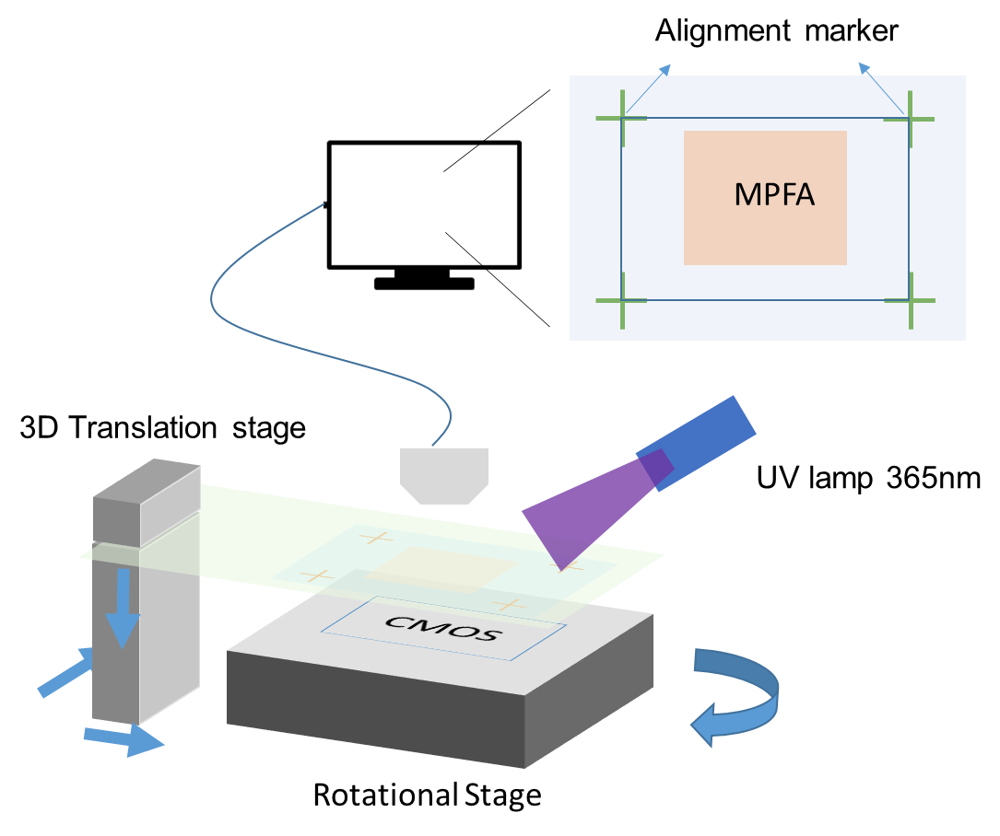 Alignment marker
MPFA
3D Translation stage
UV lamp 365nm
CMOS
Rotational Stage